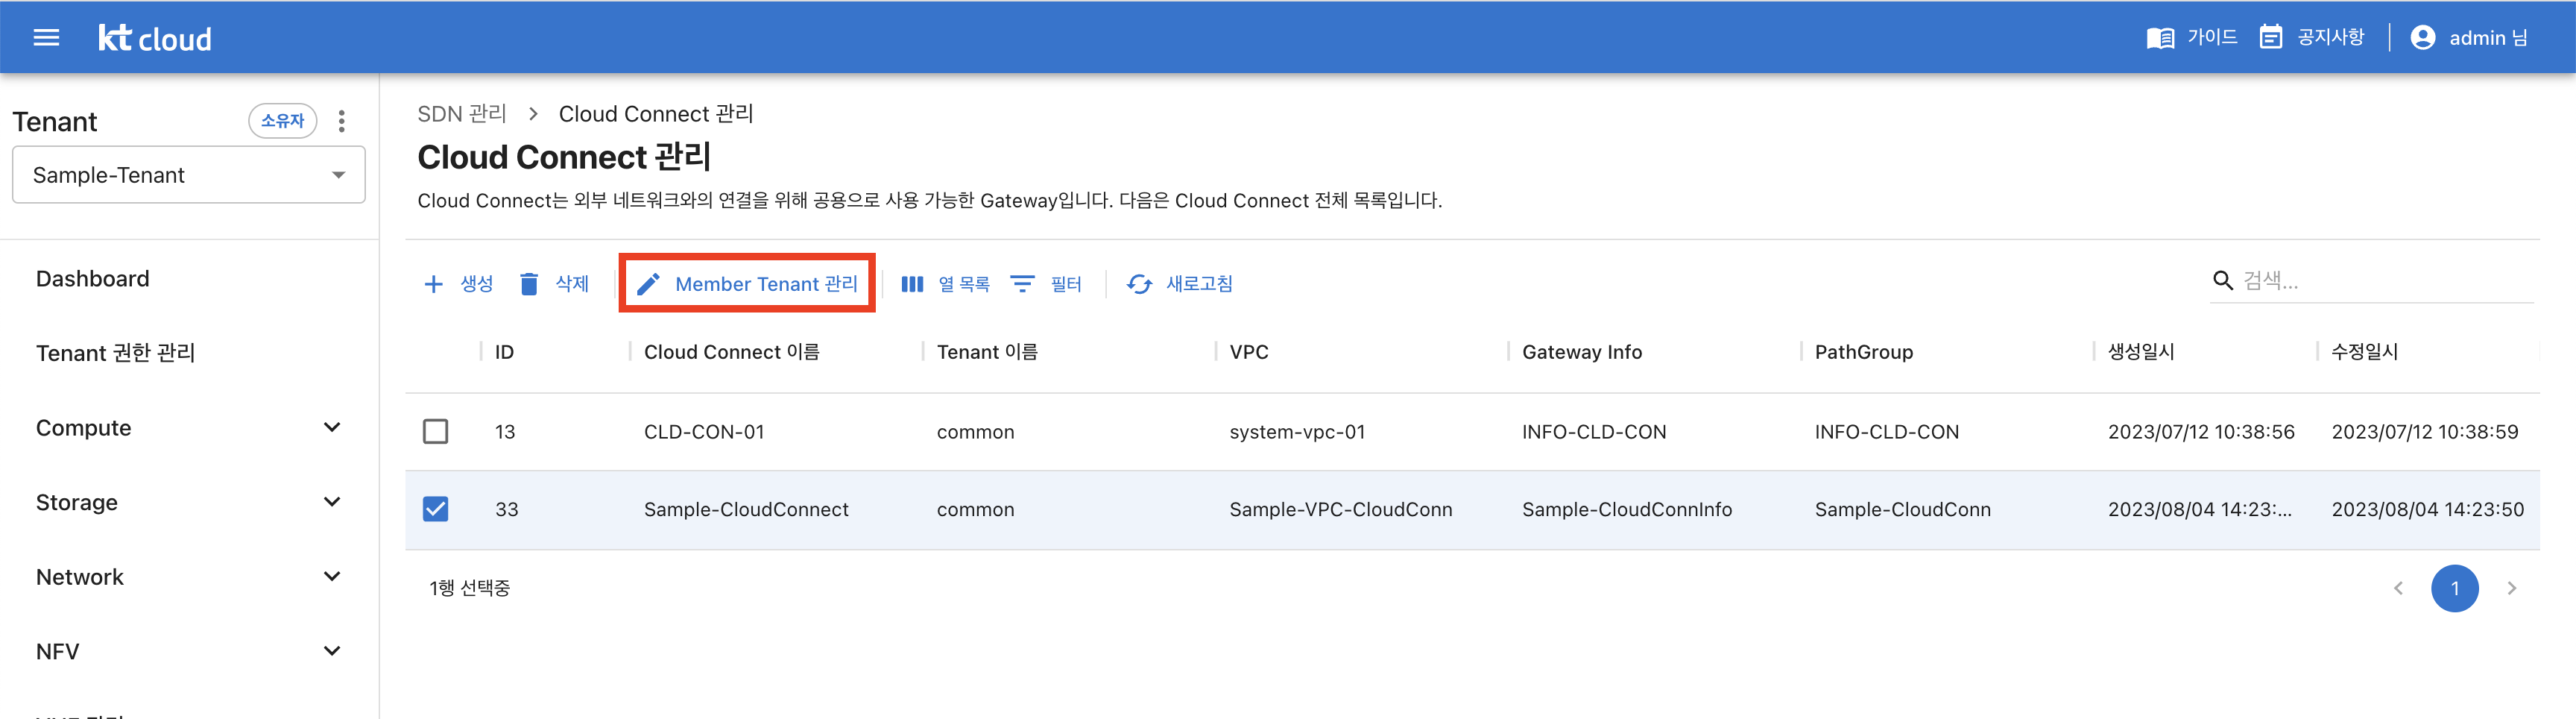 kt cloud
가이드 공지사항 admin 님
Tenant 소유자
Sample-Tenant
Dashboard
Tenant 권한 관리
Compute
Storage
Network
NFV
SDN 관리 > Cloud Connect 관리
Cloud Connect 관리
Cloud Connect는 외부 네트워크와의 연결을 위해 공용으로 사용 가능한 Gateway입니다. 다음은 Cloud Connect 전체 목록입니다.
생성 삭제 Member Tenant 관리 열 목록 필터 새로고침 검색...
ID Cloud Connect 이름 Tenant 이름 VPC Gateway Info PathGroup 생성일시 수정일시
13 CLD-CON-01 common system-vpc-01 INFO-CLD-CON INFO-CLD-CON 2023/07/12 10:38:56 2023/07/12 10:38:59
33 Sample-CloudConnect common Sample-VPC-CloudConn Sample-CloudConnInfo Sample-CloudConn 2023/08/04 14:23:... 2023/08/04 14:23:50
1행 선택중 1